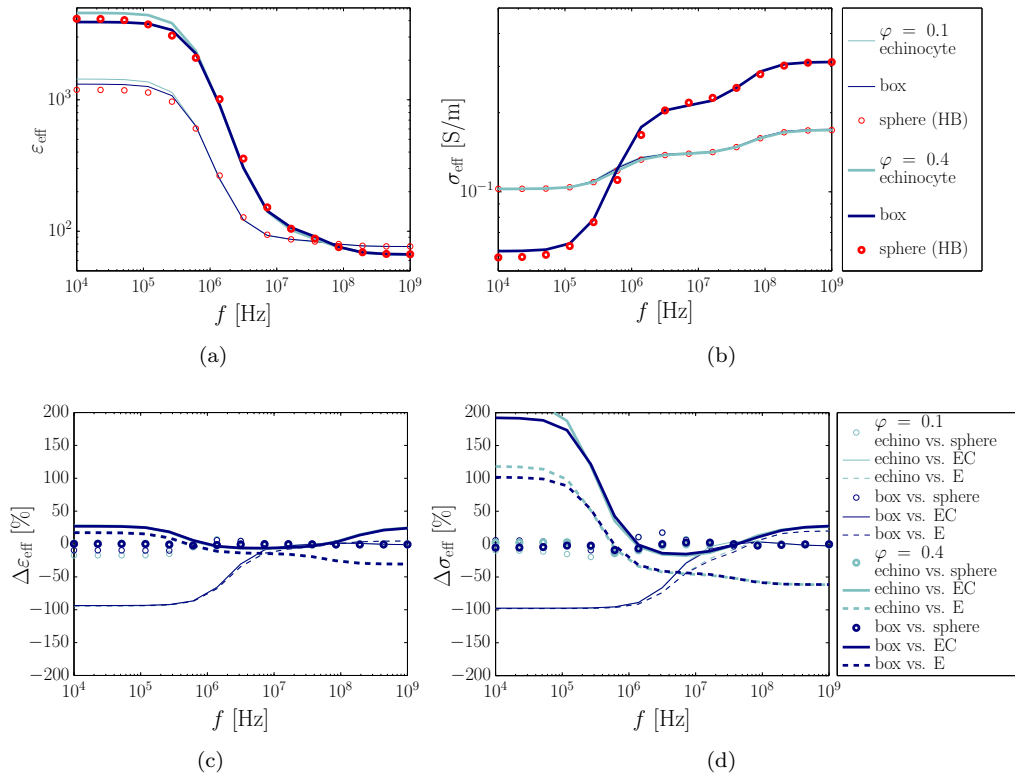 10^3
10^2
ε_eff
10^4 10^5 10^6 10^7 10^8 10^9
f [Hz]
(a)
10^−1
σ_eff [S/m]
10^4 10^5 10^6 10^7 10^8 10^9
f [Hz]
(b)
φ = 0.1
echinocyte
box
sphere (HB)
φ = 0.4
echinocyte
box
sphere (HB)
200
150
100
50
0
−50
−100
−150
−200
Δε_eff [%]
10^4 10^5 10^6 10^7 10^8 10^9
f [Hz]
(c)
200
150
100
50
0
−50
−100
−150
−200
Δσ_eff [%]
10^4 10^5 10^6 10^7 10^8 10^9
f [Hz]
(d)
φ = 0.1
echino vs. sphere
echino vs. EC
echino vs. E
box vs. sphere
box vs. EC
box vs. E
φ = 0.4
echino vs. sphere
echino vs. EC
echino vs. E
box vs. sphere
box vs. EC
box vs. E